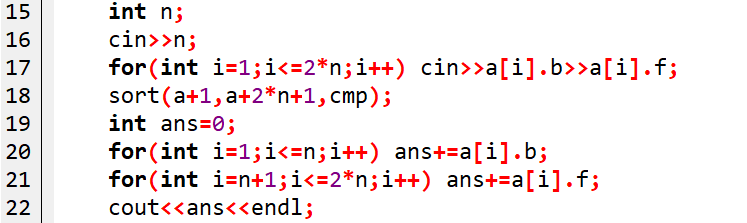 15 int n;
16 cin>>n;
17 for(int i=1;i<=2*n;i++) cin>>a[i].b>>a[i].f;
18 sort(a+1,a+2*n+1,cmp);
19 int ans=0;
20 for(int i=1;i<=n;i++) ans+=a[i].b;
21 for(int i=n+1;i<=2*n;i++) ans+=a[i].f;
22 cout<<ans<<endl;